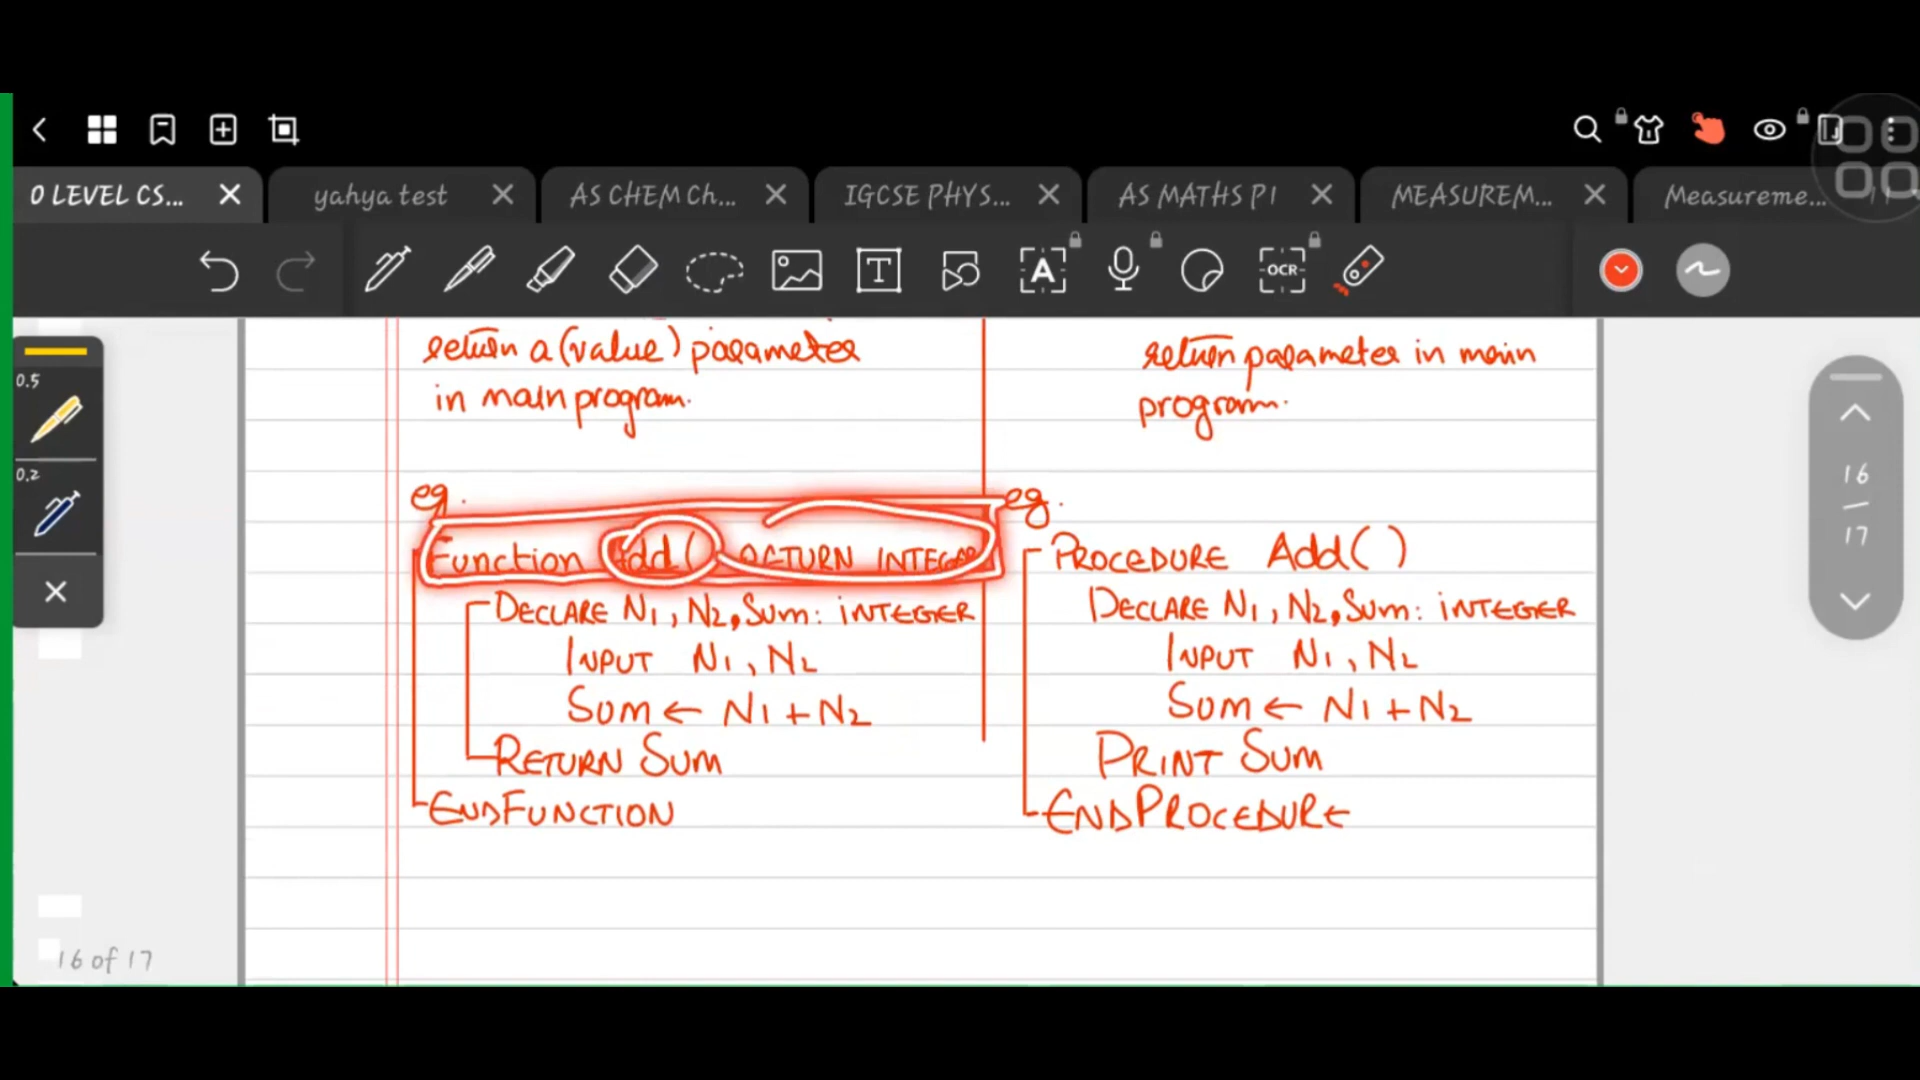 O LEVEL CS...
yahya test
AS CHEM Ch...
IGCSE PHYS...
AS MATHS P1
MEASUREM...
Measureme...
T
A
OCR
0.5
0.2
return a (value) parameter
in main program.
eg.
Function Add( RETURN INTEGER
DECLARE N1, N2, Sum: INTEGER
INPUT N1, N2
Sum ← N1 + N2
RETURN SUM
ENDFUNCTION
return parameter in main
program.
eg.
PROCEDURE Add()
DECLARE N1, N2, Sum: INTEGER
INPUT N1, N2
Sum ← N1 + N2
PRINT SUM
ENDPROCEDURE
16
17
16 of 17